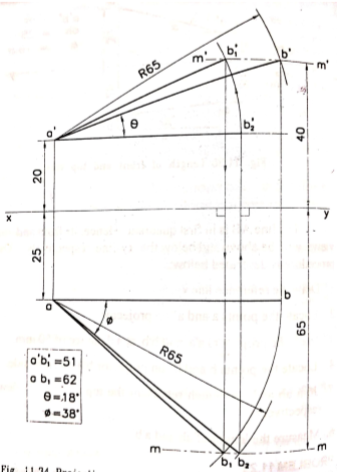 R65
m'
b₁'
b'
m'
a'
θ
b₂'
20
40
x
y
25
a
b
ø
R65
65
a'b₁'=51
a b₁=62
θ=18°
ø=38°
m
b₁
b₂
m
Fig. 11.24